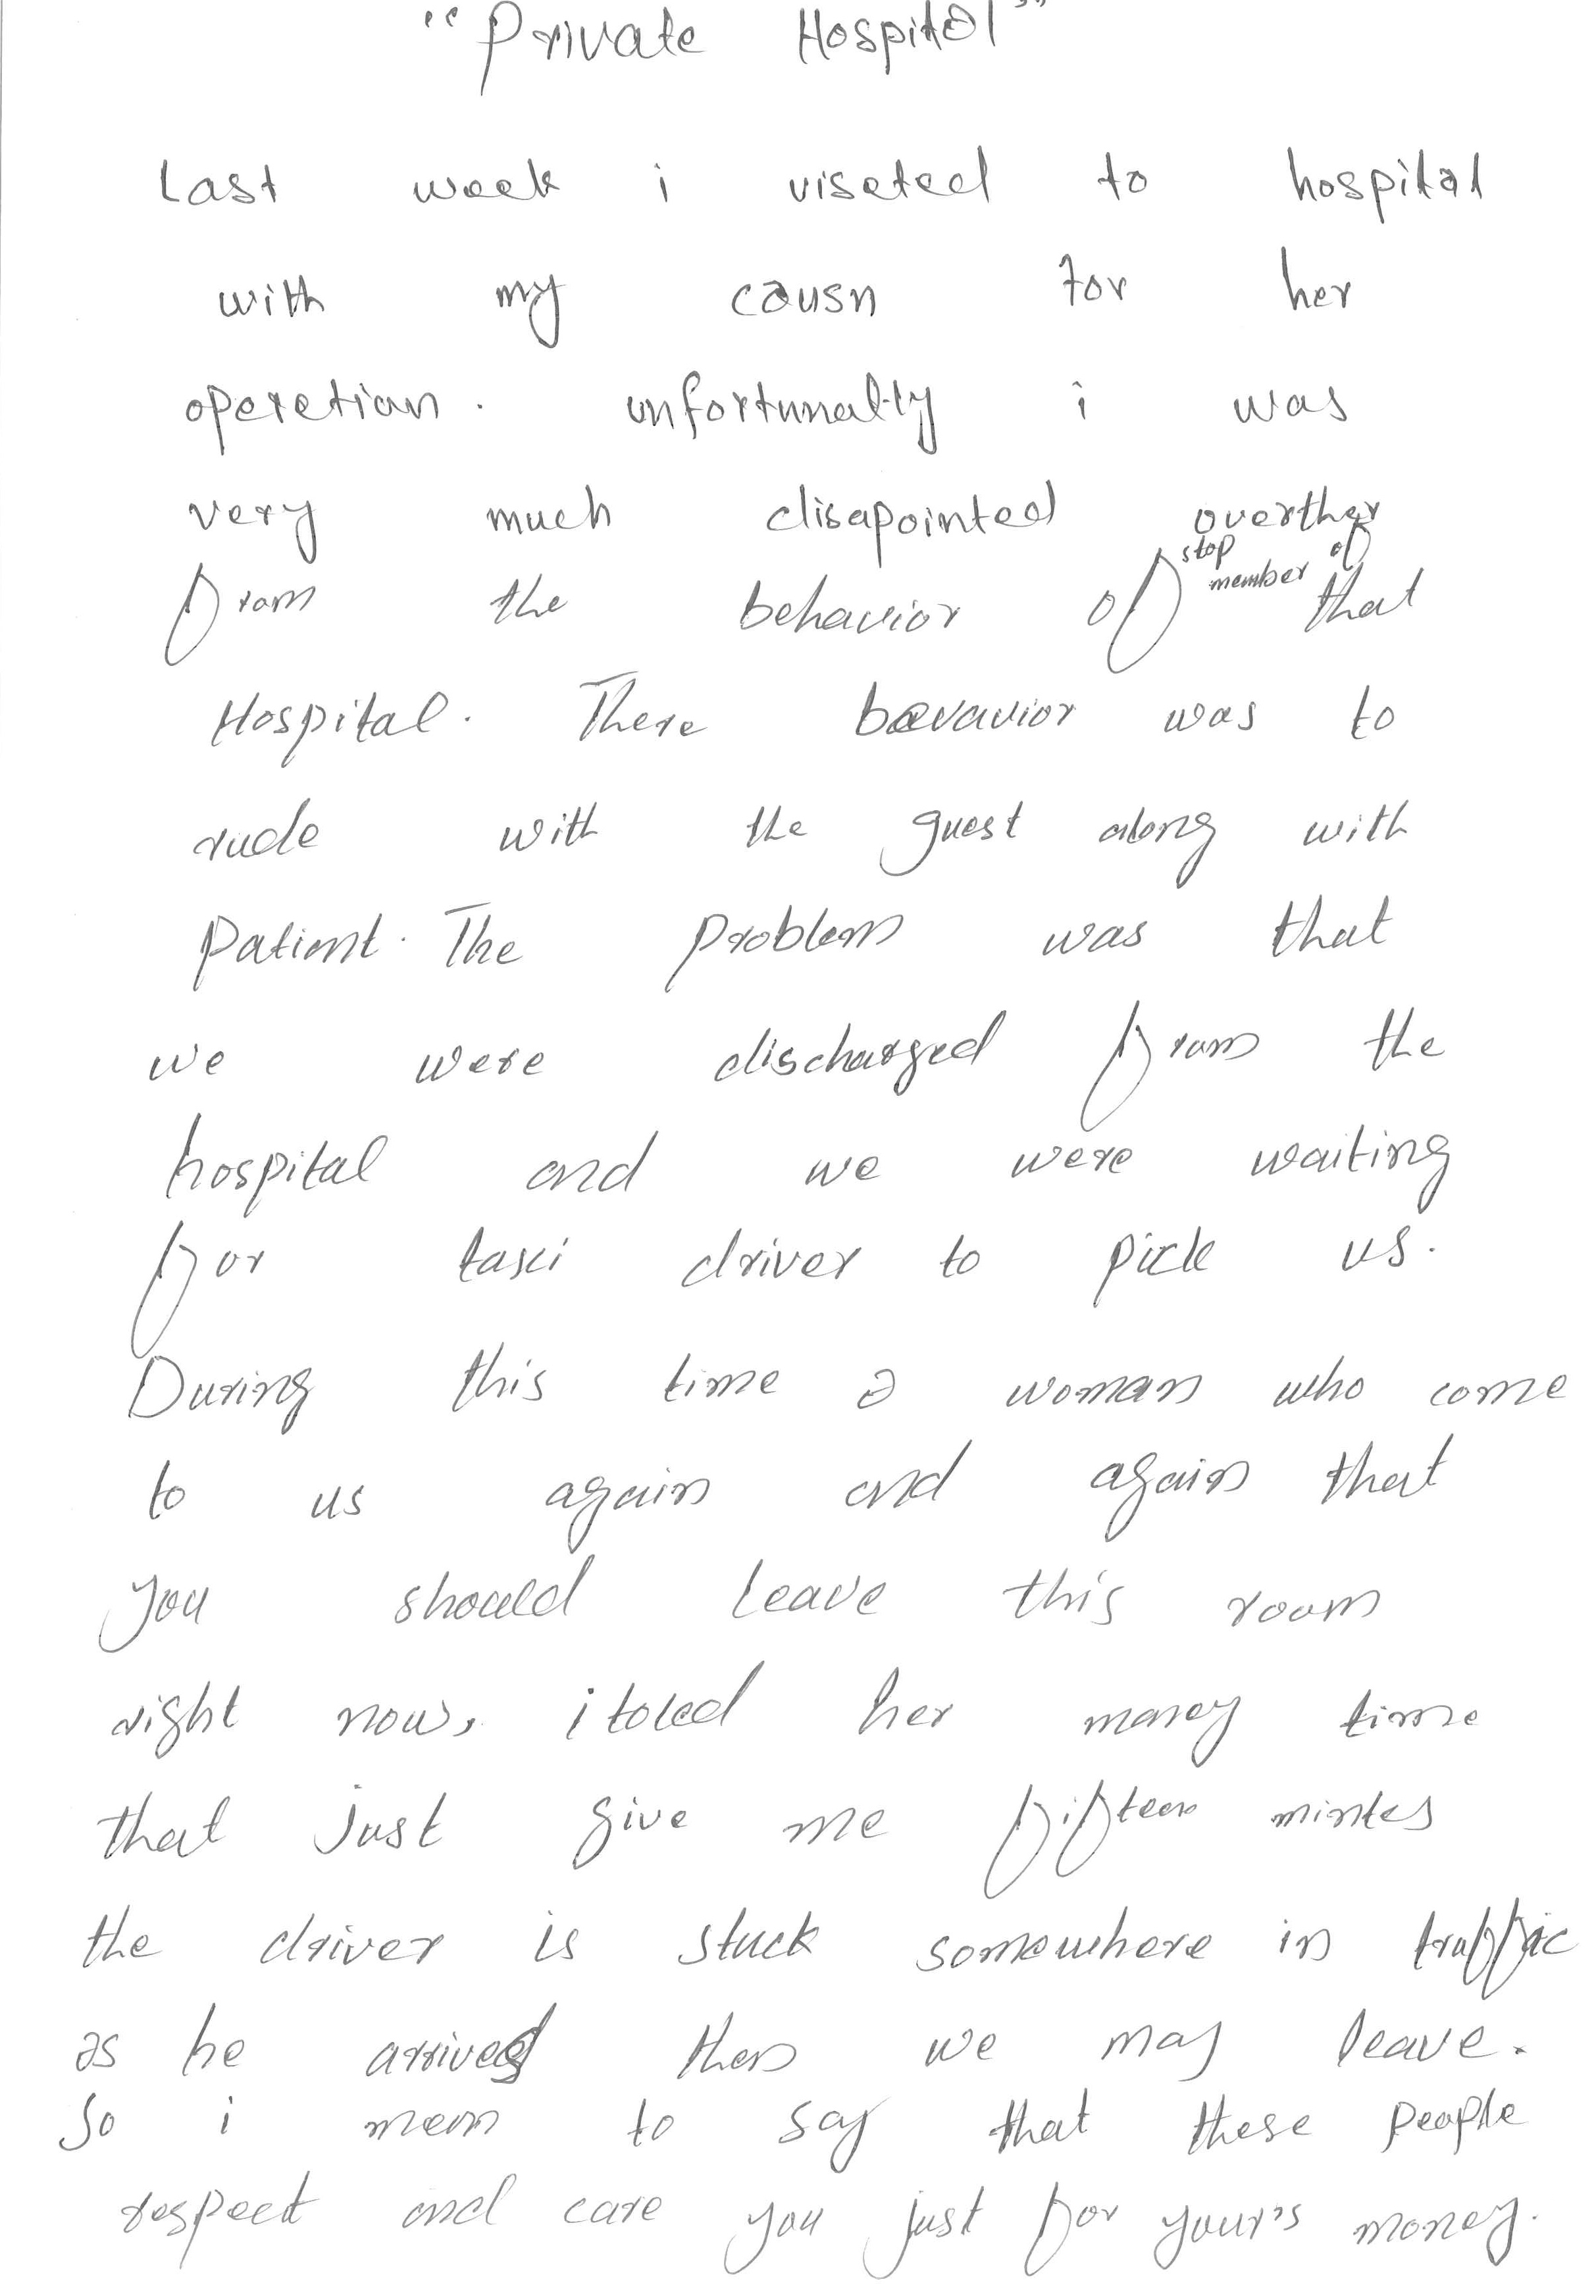 "Private Hospital"
Last week i viseted to hospital
with my causn for her
operetian. unfortunally i was
very much disapointed overther
from the behavior of stop member of that
Hospital. There bevavior was to
rude with the guest along with
patient. The problem was that
we were discharged from the
hospital and we were waiting
for taxi driver to pick us.
During this time a woman who come
to us again and again that
you should leave this room
right now, i toled her maney time
that just give me fifteen mintes
the driver is stuck somewhere in traffic
as he arrived then we may leave.
So i mean to say that these people
respect and care you just for your's money.